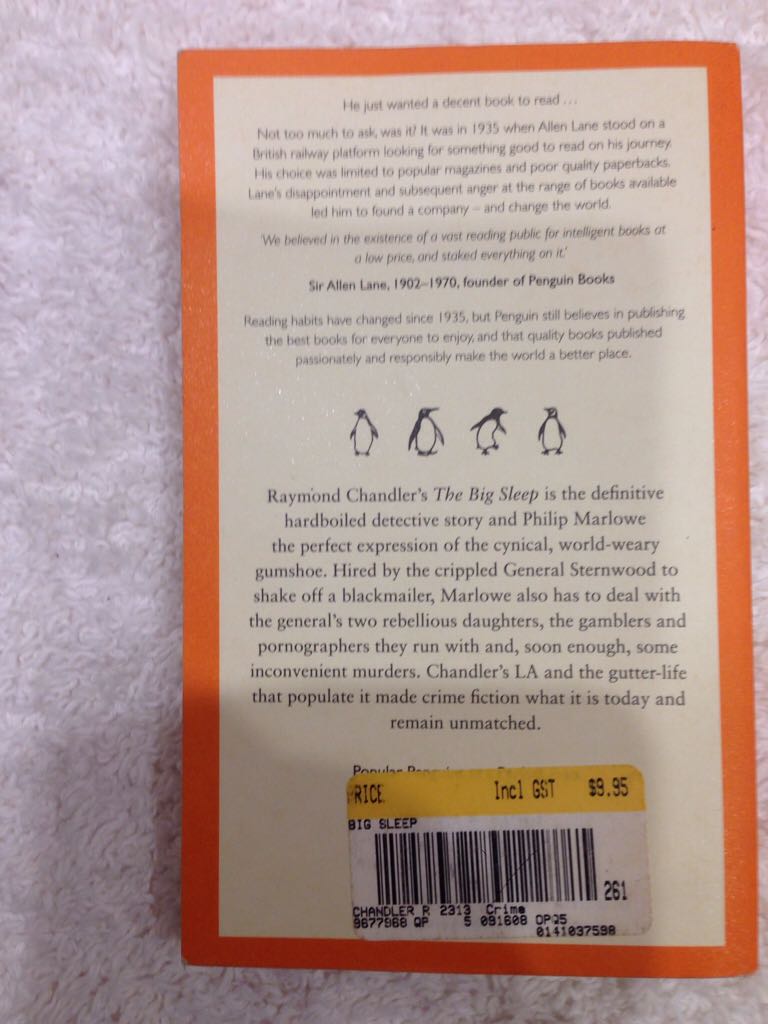 He just wanted a decent book to read ...
Not too much to ask, was it? It was in 1935 when Allen Lane stood on a
British railway platform looking for something good to read on his journey.
His choice was limited to popular magazines and poor quality paperbacks.
Lane's disappointment and subsequent anger at the range of books available
led him to found a company – and change the world.
'We believed in the existence of a vast reading public for intelligent books at
a low price, and staked everything on it.'
Sir Allen Lane, 1902–1970, founder of Penguin Books
Reading habits have changed since 1935, but Penguin still believes in publishing
the best books for everyone to enjoy, and that quality books published
passionately and responsibly make the world a better place.
Raymond Chandler's The Big Sleep is the definitive
hardboiled detective story and Philip Marlowe
the perfect expression of the cynical, world-weary
gumshoe. Hired by the crippled General Sternwood to
shake off a blackmailer, Marlowe also has to deal with
the general's two rebellious daughters, the gamblers and
pornographers they run with and, soon enough, some
inconvenient murders. Chandler's LA and the gutter-life
that populate it made crime fiction what it is today and
remain unmatched.
Popular
PRICE Incl GST $9.95
BIG SLEEP
261
CHANDLER R 2313 Crime
9677968 QP 5 091608 OP25
0141037598